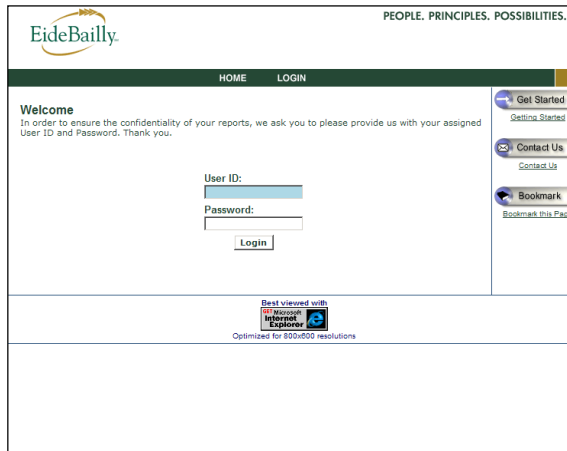 EideBailly
PEOPLE. PRINCIPLES. POSSIBILITIES.
HOME LOGIN
Welcome
In order to ensure the confidentiality of your reports, we ask you to please provide us with your assigned
User ID and Password. Thank you.
User ID:
Password:
Login
Get Started
Getting Started
Contact Us
Contact Us
Bookmark
Bookmark this Pag
Best viewed with
GET Microsoft
Internet
Explorer
Optimized for 800x600 resolutions